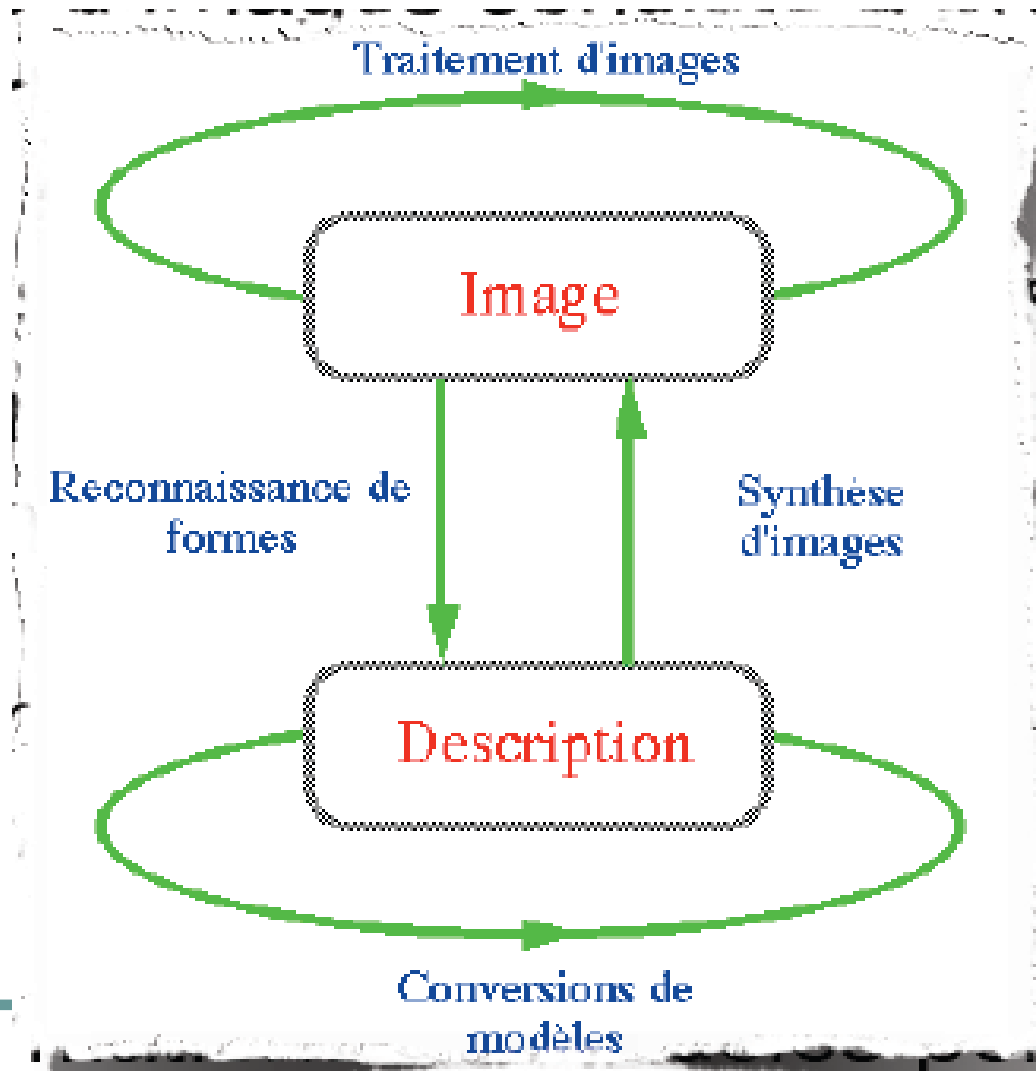 Traitement d'images
Image
Reconnaissance de
formes
Synthèse
d'images
Description
Conversions de
modèles